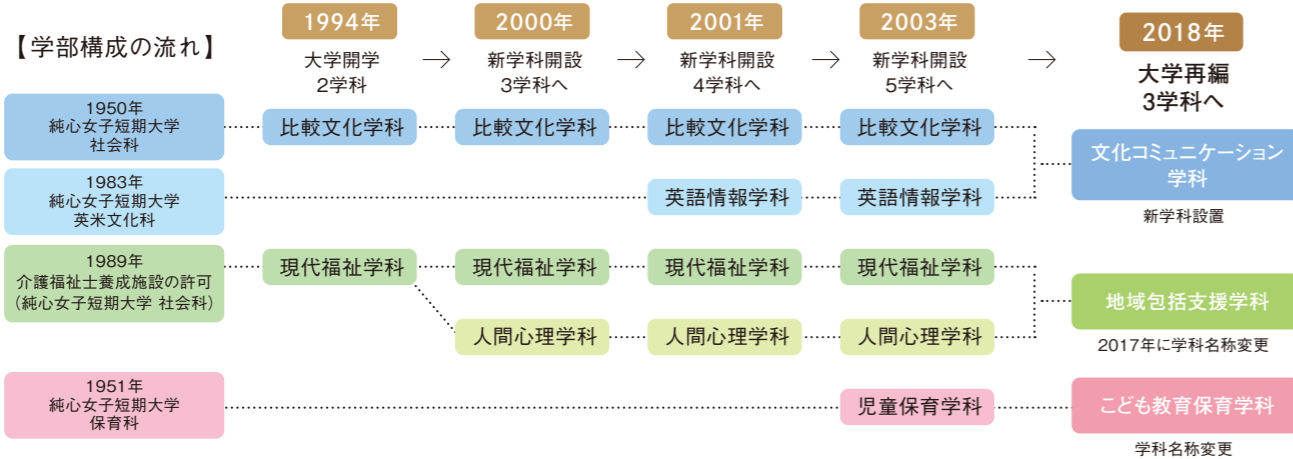 【学部構成の流れ】
1994年
大学開学
2学科
→
2000年
新学科開設
3学科へ
→
2001年
新学科開設
4学科へ
→
2003年
新学科開設
5学科へ
→
2018年
大学再編
3学科へ
1950年
純心女子短期大学
社会科
比較文化学科
比較文化学科
比較文化学科
比較文化学科
文化コミュニケーション
学科
新学科設置
1983年
純心女子短期大学
英米文化科
英語情報学科
英語情報学科
1989年
介護福祉士養成施設の許可
(純心女子短期大学 社会科)
現代福祉学科
現代福祉学科
現代福祉学科
現代福祉学科
人間心理学科
人間心理学科
人間心理学科
地域包括支援学科
2017年に学科名称変更
1951年
純心女子短期大学
保育科
児童保育学科
こども教育保育学科
学科名称変更